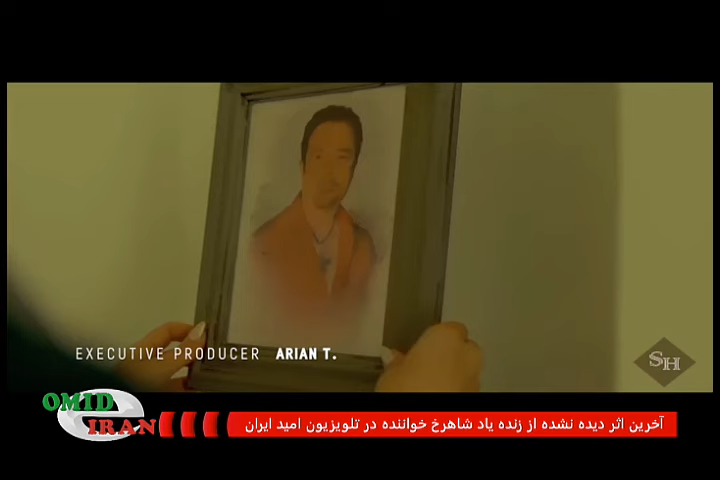 EXECUTIVE PRODUCER ARIAN T.
SH
OMID
e IRAN
آخرین اثر دیده نشده از زنده یاد شاهرخ خواننده در تلویزیون امید ایران